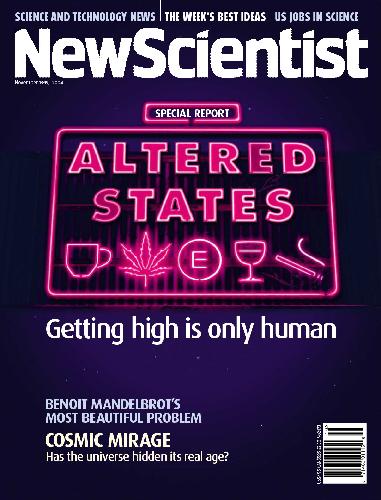 SCIENCE AND TECHNOLOGY NEWS THE WEEK'S BEST IDEAS US JOBS IN SCIENCE
NewScientist
SPECIAL REPORT
ALTERED
STATES
E
Getting high is only human
BENOIT MANDELBROT'S
MOST BEAUTIFUL PROBLEM
COSMIC MIRAGE
Has the universe hidden its real age?